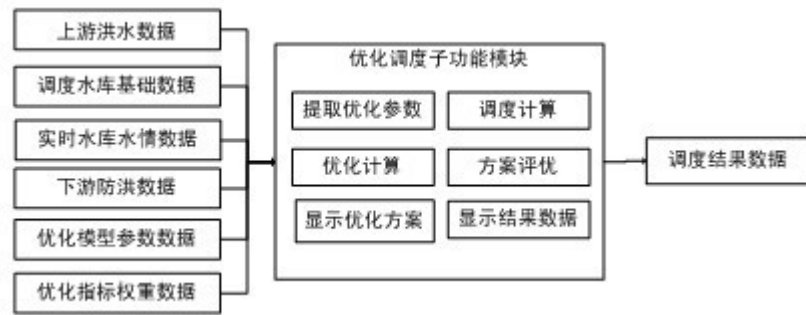 上游洪水数据
调度水库基础数据
实时水库水情数据
下游防洪数据
优化模型参数数据
优化指标权重数据
优化调度子功能模块
提取优化参数
调度计算
优化计算
方案评优
显示优化方案
显示结果数据
调度结果数据